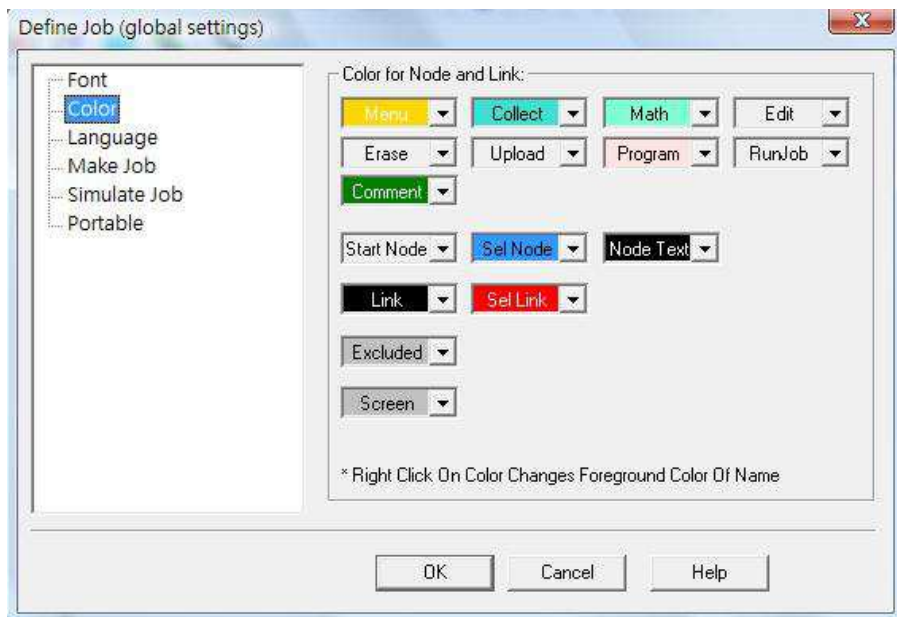 Define Job (global settings)
Font
Color
Language
Make Job
Simulate Job
Portable
Color for Node and Link:
Menu Collect Math Edit
Erase Upload Program RunJob
Comment
Start Node Sel Node Node Text
Link Sel Link
Excluded
Screen
* Right Click On Color Changes Foreground Color Of Name
OK Cancel Help